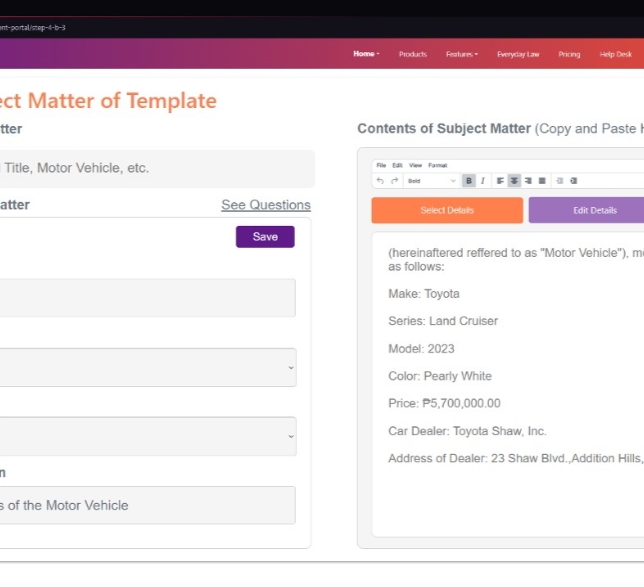 ent-portal/step-4-b-3
Home Products Features Everyday Law Pricing Help Desk
ect Matter of Template
tter
Title, Motor Vehicle, etc.
atter
See Questions
Save
n
s of the Motor Vehicle
Contents of Subject Matter (Copy and Paste H
File Edit View Format
Bold B I
Select Details
Edit Details
(hereinaftered reffered to as "Motor Vehicle"), mo
as follows:
Make: Toyota
Series: Land Cruiser
Model: 2023
Color: Pearly White
Price: ₱5,700,000.00
Car Dealer: Toyota Shaw, Inc.
Address of Dealer: 23 Shaw Blvd.,Addition Hills,